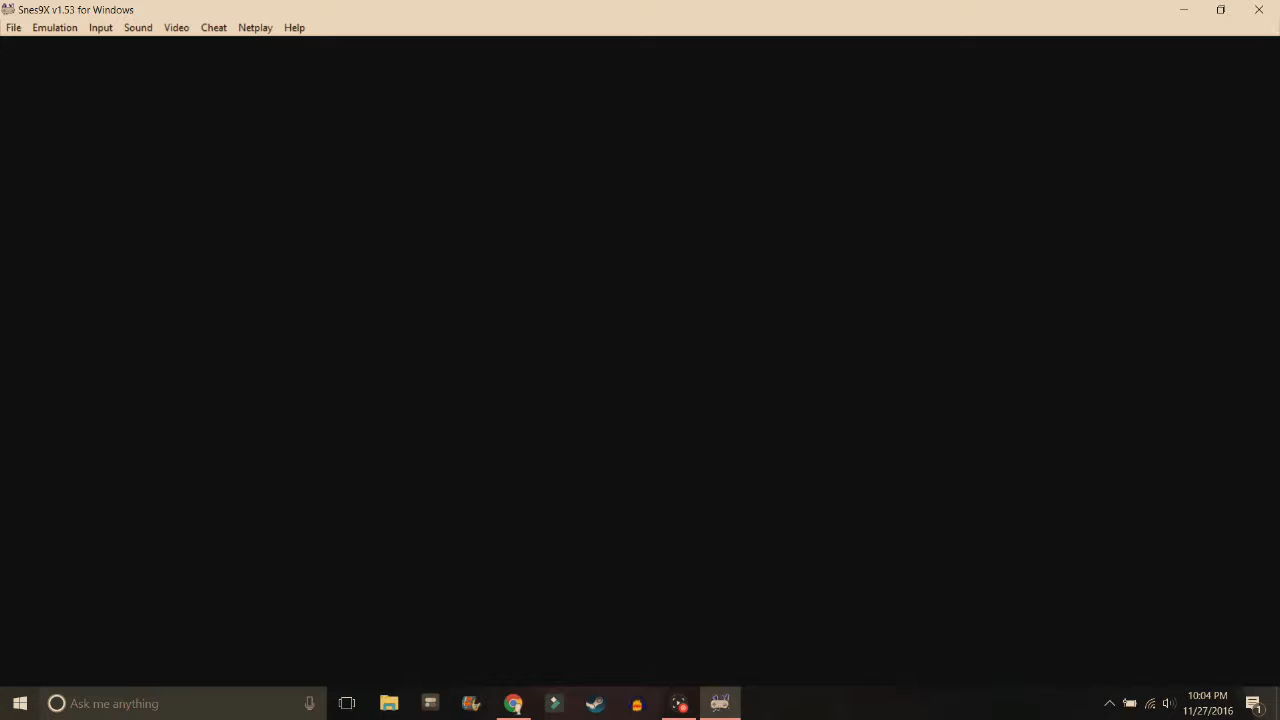 Snes9X v1.53 for Windows
File Emulation Input Sound Video Cheat Netplay Help
Ask me anything
10:04 PM
11/27/2016
1